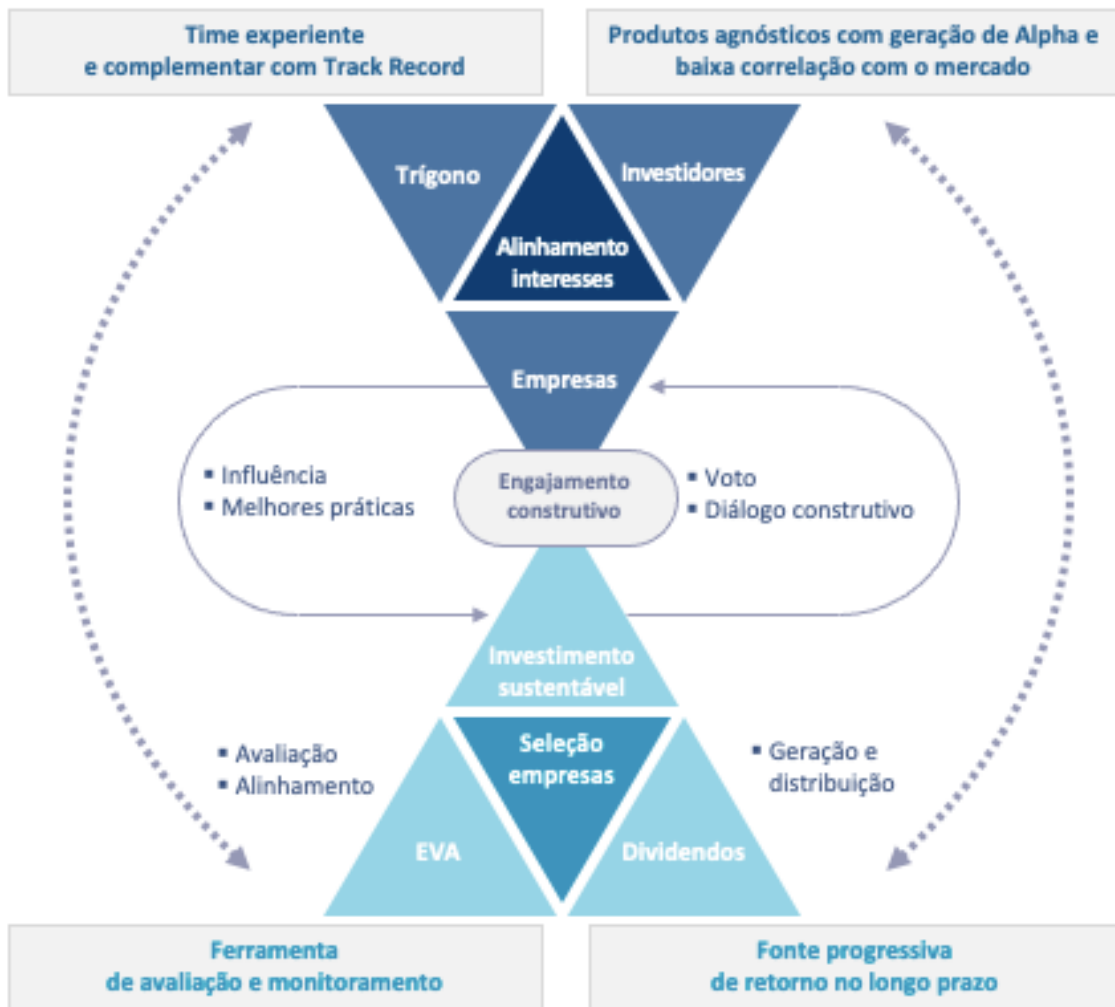 Time experiente
e complementar com Track Record
Produtos agnósticos com geração de Alpha e
baixa correlação com o mercado
Trígono
Investidores
Alinhamento
interesses
Empresas
▪ Influência
▪ Melhores práticas
Engajamento
construtivo
▪ Voto
▪ Diálogo construtivo
Investimento
sustentável
▪ Avaliação
▪ Alinhamento
Seleção
empresas
▪ Geração e
distribuição
EVA
Dividendos
Ferramenta
de avaliação e monitoramento
Fonte progressiva
de retorno no longo prazo